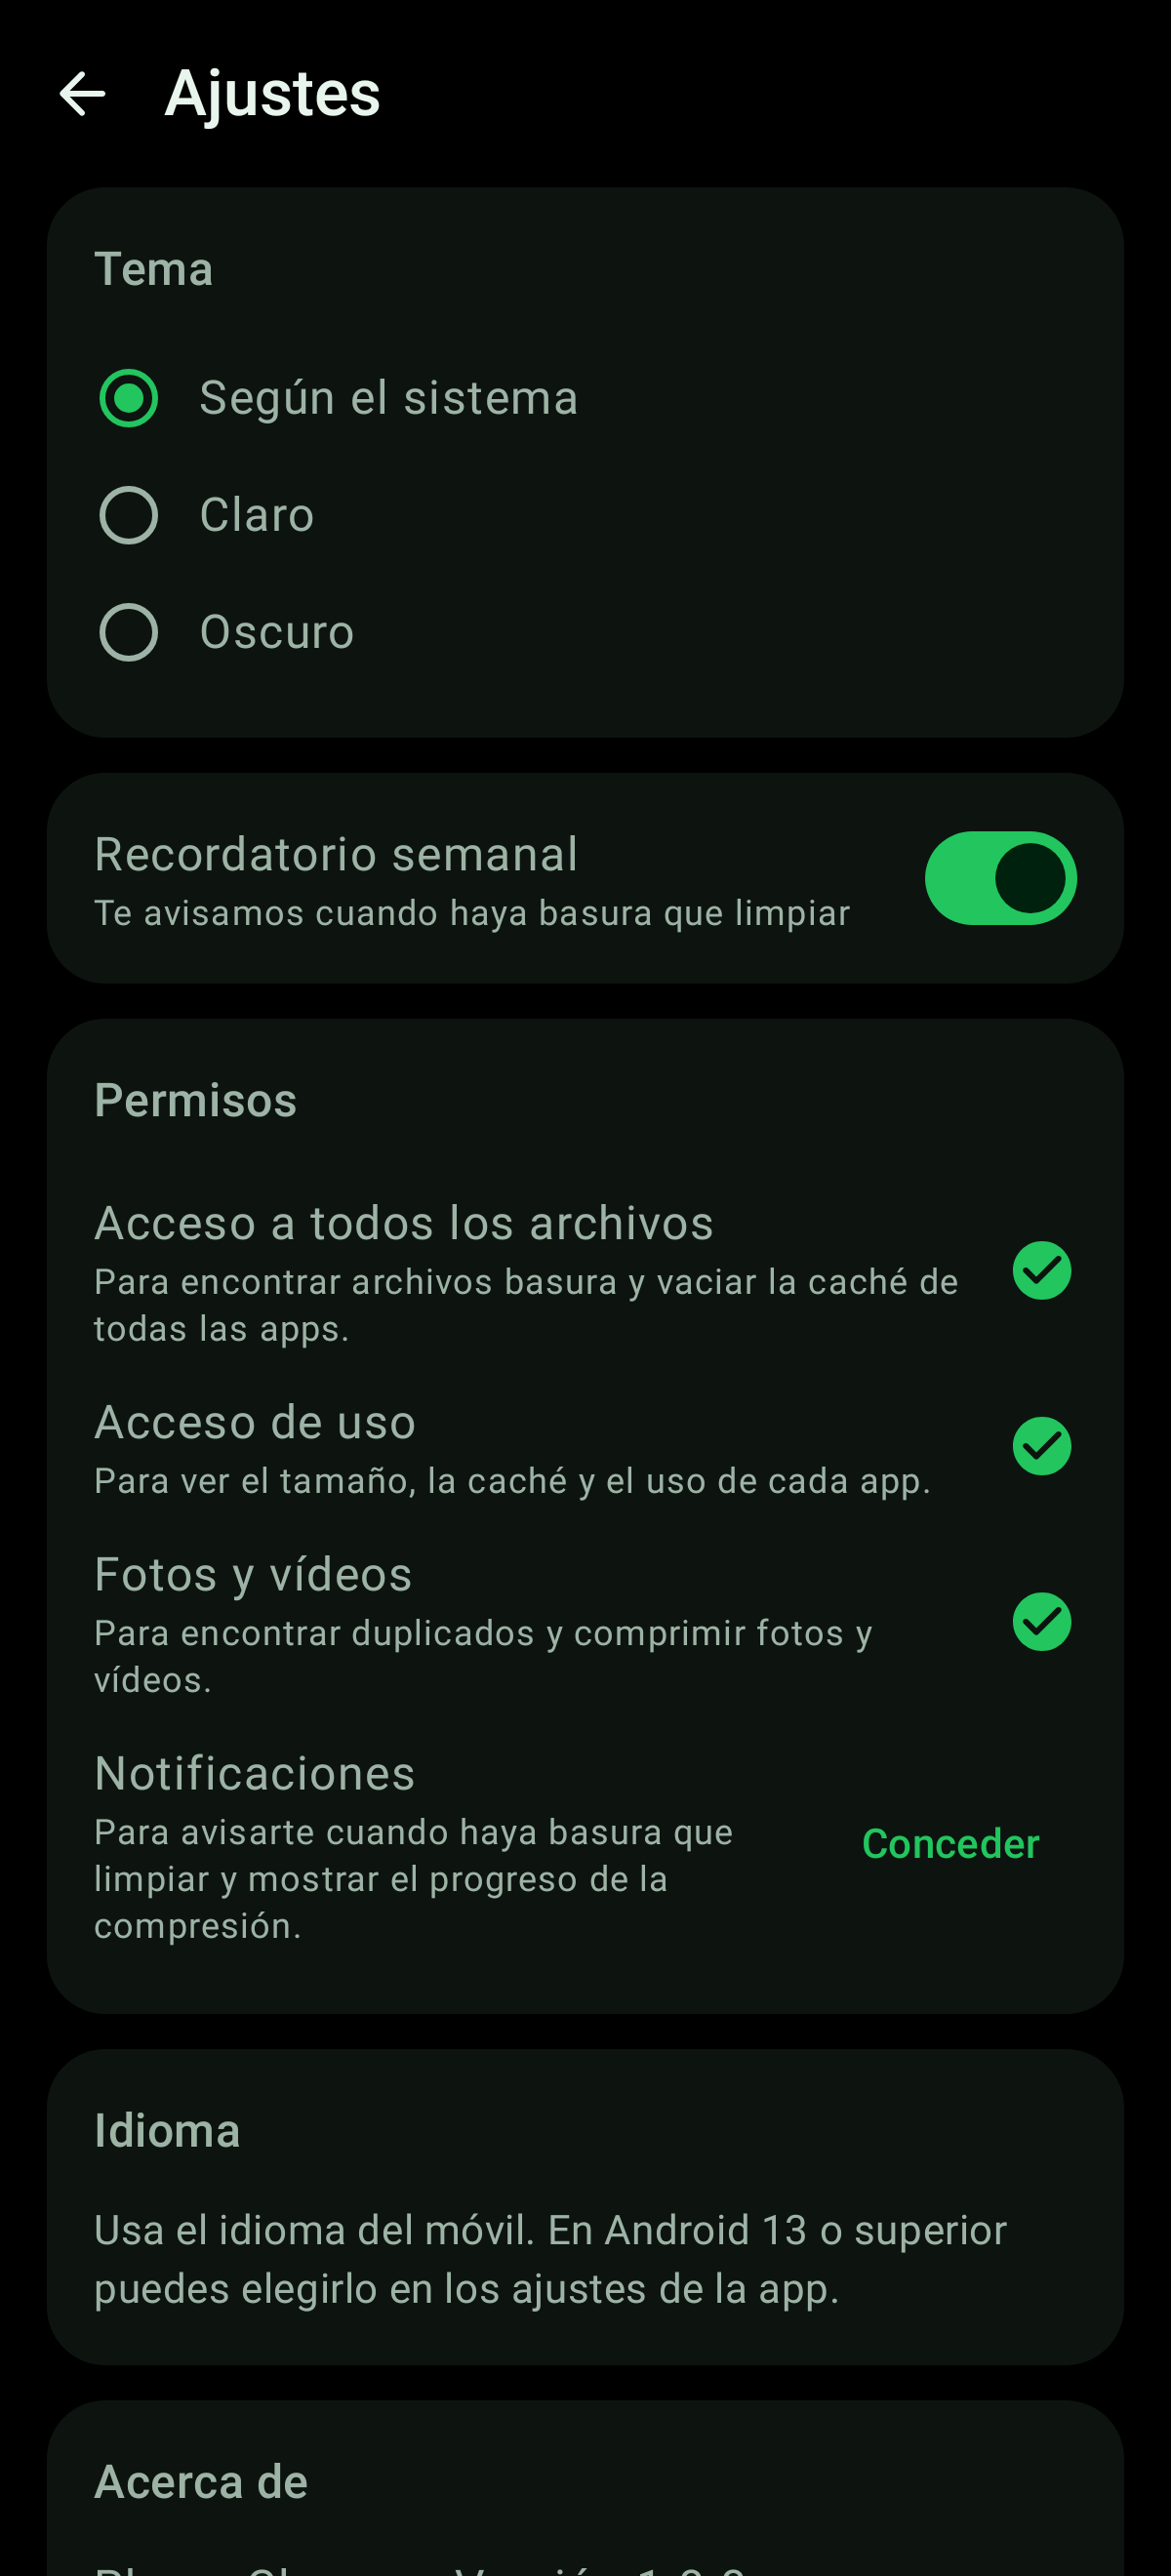 Ajustes
Tema
Según el sistema
Claro
Oscuro
Recordatorio semanal
Te avisamos cuando haya basura que limpiar
Permisos
Acceso a todos los archivos
Para encontrar archivos basura y vaciar la caché de
todas las apps.
Acceso de uso
Para ver el tamaño, la caché y el uso de cada app.
Fotos y vídeos
Para encontrar duplicados y comprimir fotos y
vídeos.
Notificaciones
Para avisarte cuando haya basura que
limpiar y mostrar el progreso de la
compresión.
Conceder
Idioma
Usa el idioma del móvil. En Android 13 o superior
puedes elegirlo en los ajustes de la app.
Acerca de